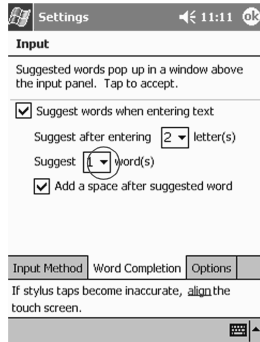 Settings 11:11 ok
Input
Suggested words pop up in a window above
the input panel. Tap to accept.
Suggest words when entering text
Suggest after entering 2 letter(s)
Suggest 1 word(s)
Add a space after suggested word
Input Method Word Completion Options
If stylus taps become inaccurate, align the
touch screen.